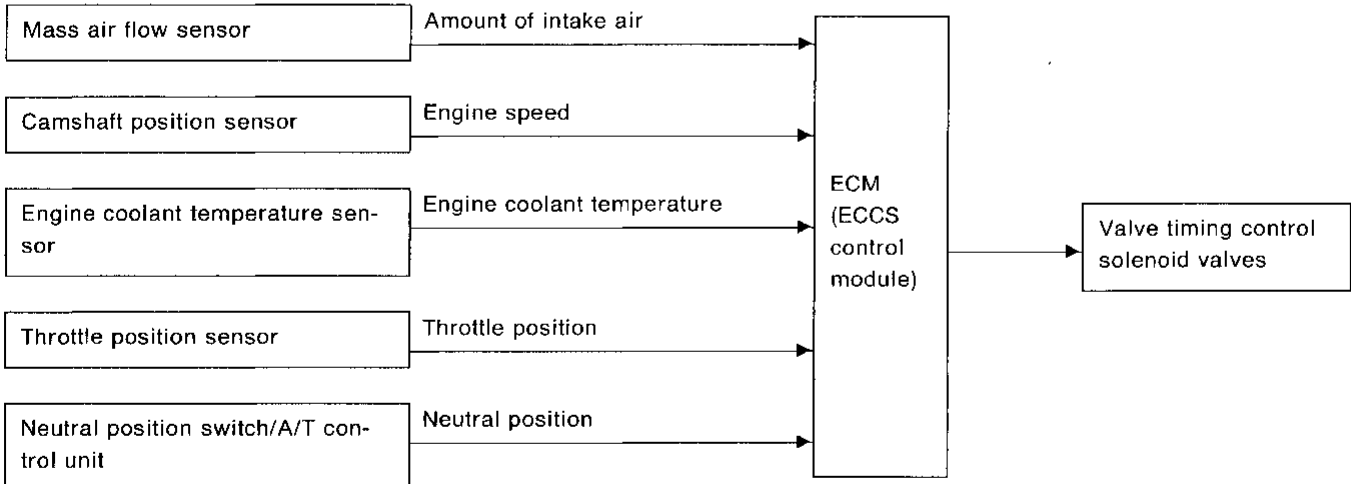 Mass air flow sensor
Amount of intake air
Camshaft position sensor
Engine speed
Engine coolant temperature sen-
sor
Engine coolant temperature
Throttle position sensor
Throttle position
Neutral position switch/A/T con-
trol unit
Neutral position
ECM
(ECCS
control
module)
Valve timing control
solenoid valves